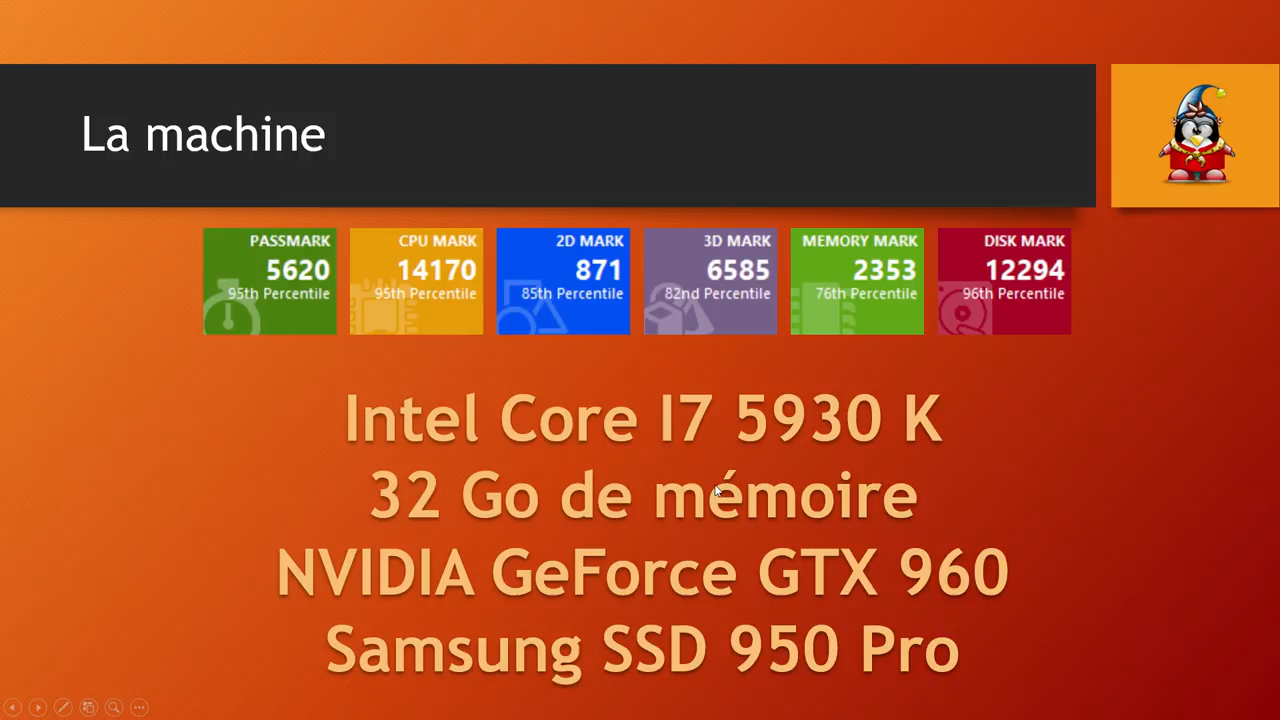 La machine
PASSMARK
5620
95th Percentile
CPU MARK
14170
95th Percentile
2D MARK
871
85th Percentile
3D MARK
6585
82nd Percentile
MEMORY MARK
2353
76th Percentile
DISK MARK
12294
96th Percentile
Intel Core I7 5930 K
32 Go de mémoire
NVIDIA GeForce GTX 960
Samsung SSD 950 Pro